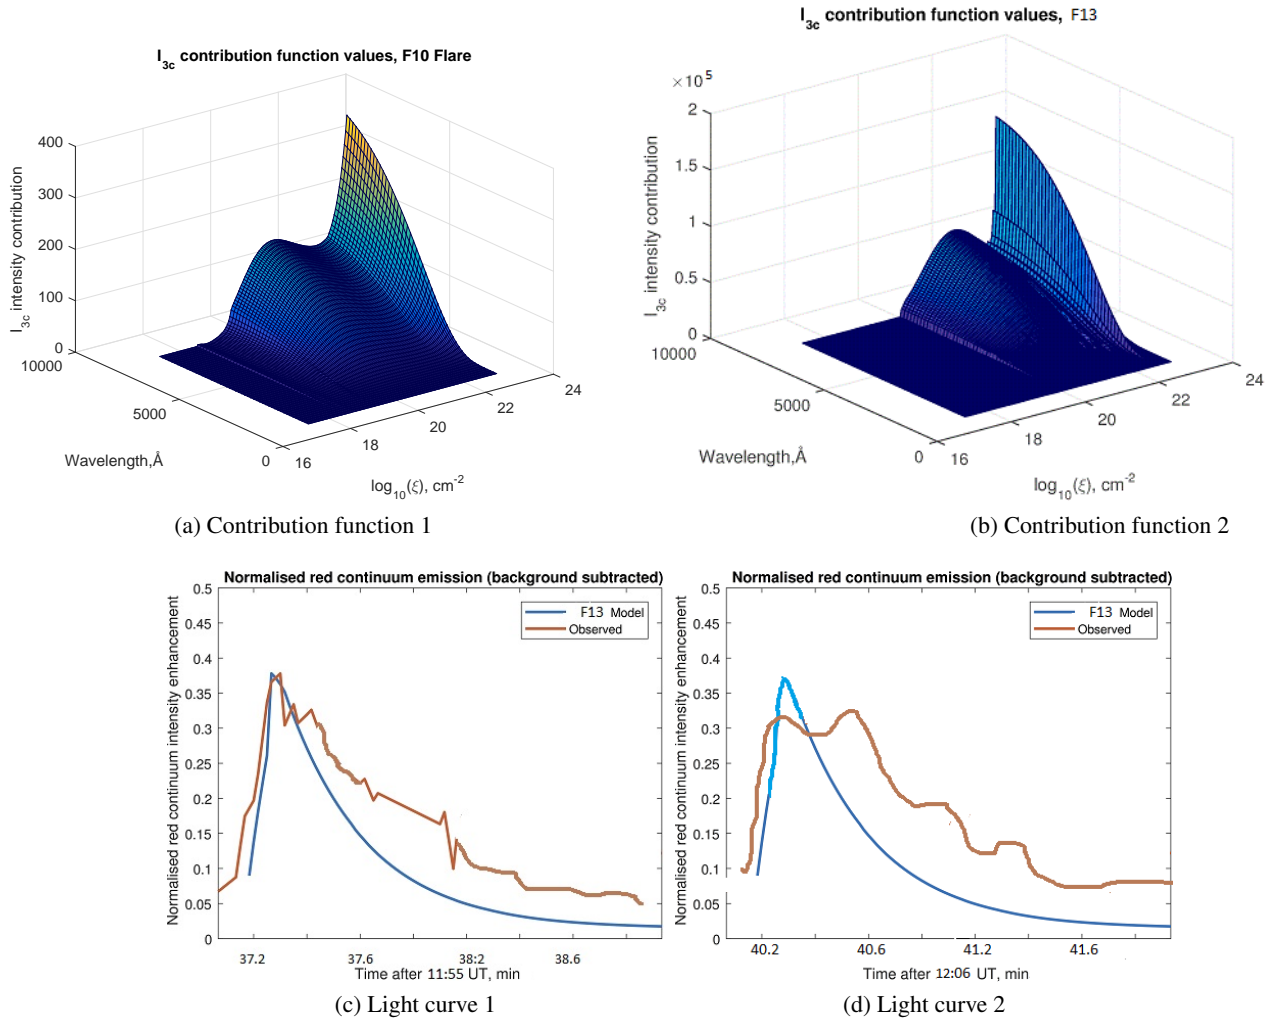 I3c contribution function values, F10 Flare
400
300
200
100
0
10000
5000
0
16
18
20
22
24
I3c intensity contribution
Wavelength,Å
log10(ξ), cm-2
(a) Contribution function 1
I3c contribution function values, F13
×10 5
2
1.5
1
0.5
0
10000
5000
0
16
18
20
22
24
I3c intensity contribution
Wavelength,Å
log10(ξ), cm-2
(b) Contribution function 2
Normalised red continuum emission (background subtracted)
Normalised red continuum intensity enhancement
0.5
0.45
0.4
0.35
0.3
0.25
0.2
0.15
0.1
0.05
0
F13 Model
Observed
37.2
37.6
38:2
38.6
Time after 11:55 UT, min
(c) Light curve 1
Normalised red continuum emission (background subtracted)
Normalised red continuum intensity enhancement
0.5
0.45
0.4
0.35
0.3
0.25
0.2
0.15
0.1
0.05
0
F13 Model
Observed
40.2
40.6
41.2
41.6
Time after 12:06 UT, min
(d) Light curve 2